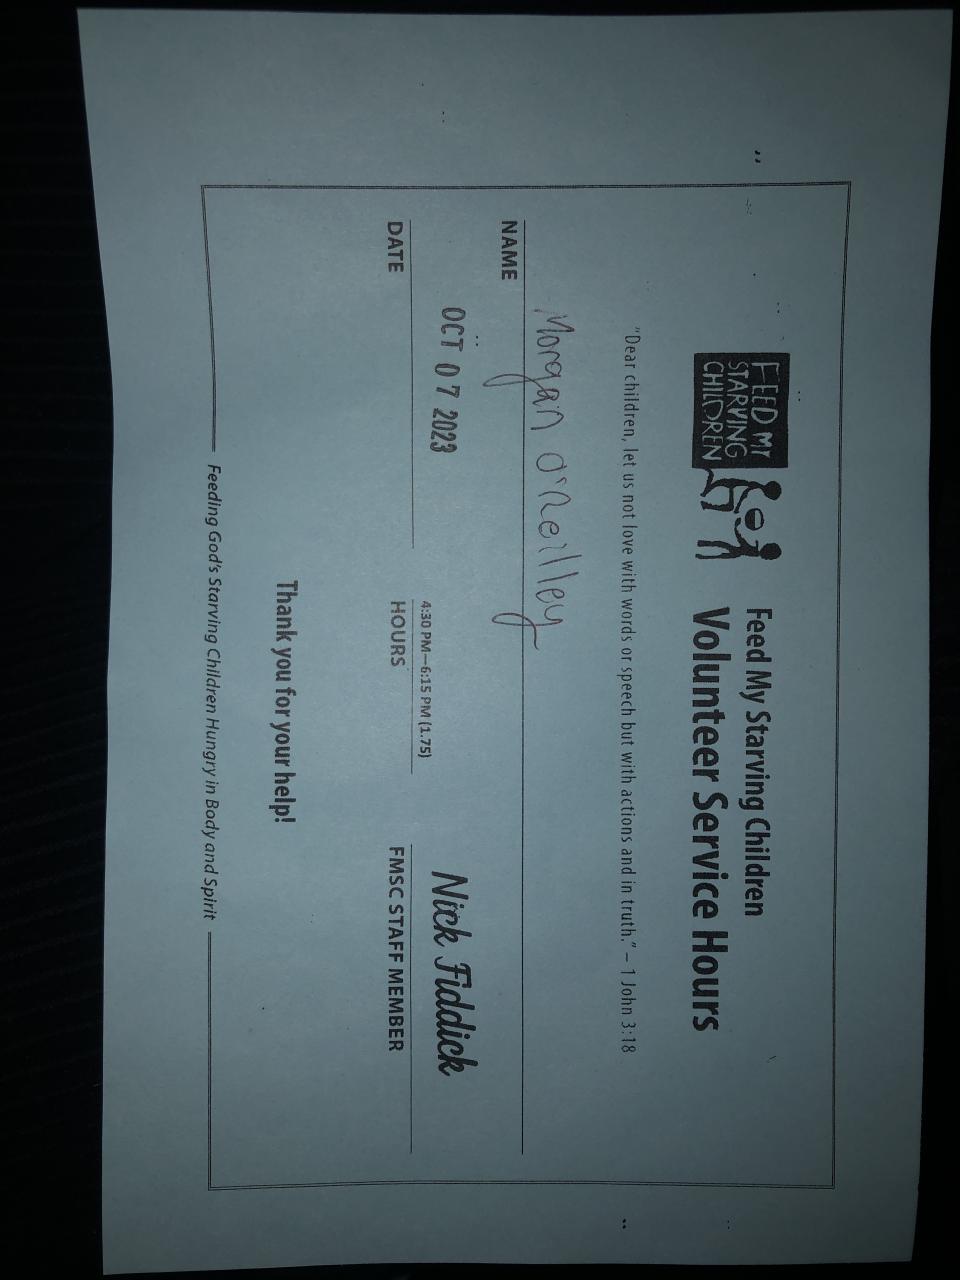 FEED MY
STARVING
CHILDREN
Feed My Starving Children
Volunteer Service Hours
"Dear children, let us not love with words or speech but with actions and in truth." – 1 John 3:18
Morgan O'Reilley
NAME
OCT 07 2023
4:30 PM—6:15 PM (1.75)
Nick Fiddick
DATE
HOURS
FMSC STAFF MEMBER
Thank you for your help!
Feeding God's Starving Children Hungry in Body and Spirit